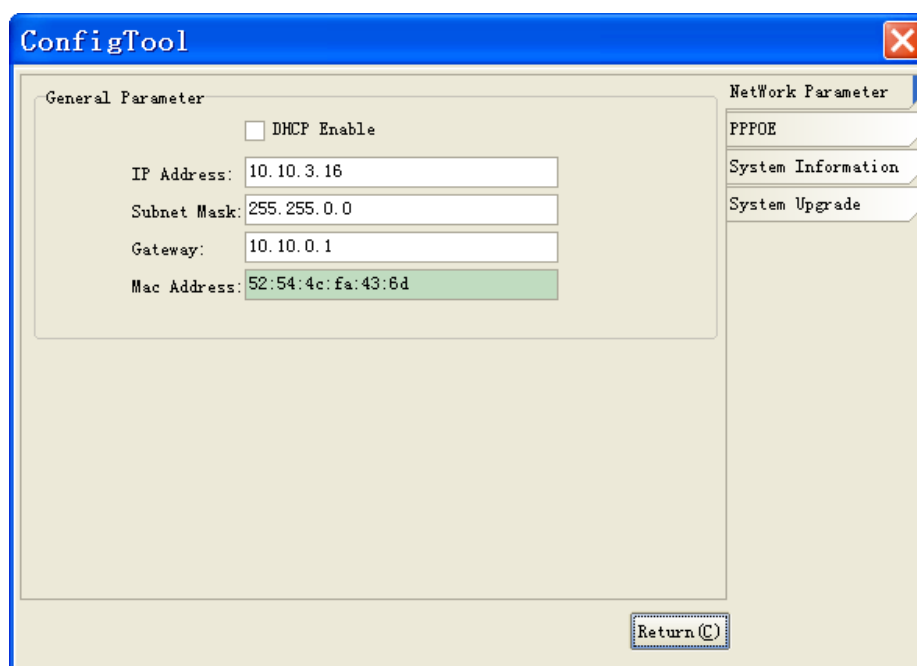 ConfigTool
General Parameter
DHCP Enable
IP Address: 10.10.3.16
Subnet Mask: 255.255.0.0
Gateway: 10.10.0.1
Mac Address: 52:54:4c:fa:43:6d
NetWork Parameter
PPPOE
System Information
System Upgrade
Return(C)